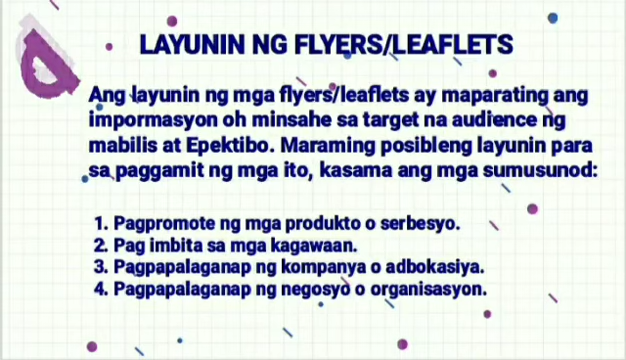 LAYUNIN NG FLYERS/LEAFLETS
Ang layunin ng mga flyers/leaflets ay maparating ang
impormasyon oh minsahe sa target na audience ng
mabilis at Epektibo. Maraming posibleng layunin para
sa paggamit ng mga ito, kasama ang mga sumusunod:
1. Pagpromote ng mga produkto o serbesyo.
2. Pag imbita sa mga kagawaan.
3. Pagpapalaganap ng kompanya o adbokasiya.
4. Pagpapalaganap ng negosyo o organisasyon.